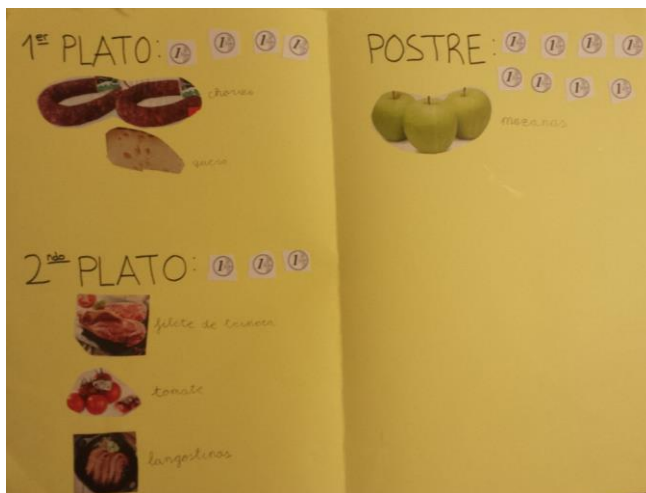 1er PLATO:
chorizo
queso
2ndo PLATO:
filete de ternera
tomate
langostinos
POSTRE:
manzanas